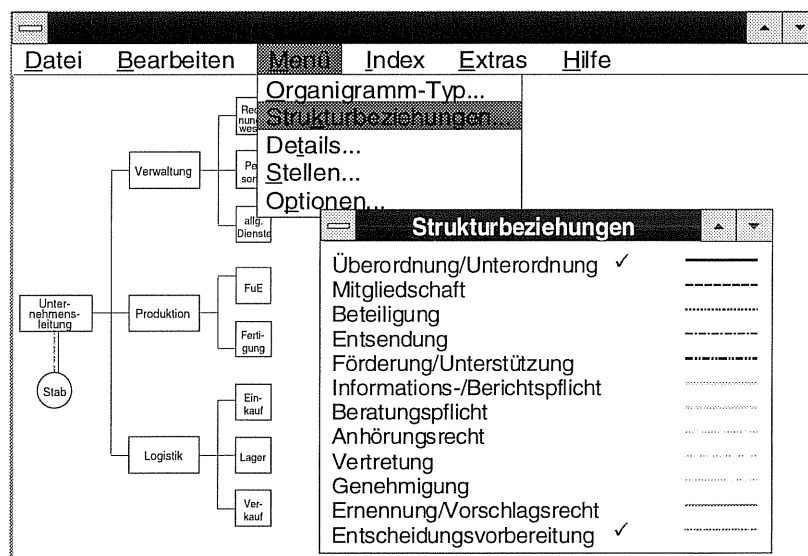 Datei Bearbeiten Menü Index Extras Hilfe
Organigramm-Typ...
Strukturbeziehungen...
Details...
Stellen...
Optionen...
Strukturbeziehungen
Überordnung/Unterordnung ✓
Mitgliedschaft
Beteiligung
Entsendung
Förderung/Unterstützung
Informations-/Berichtspflicht
Beratungspflicht
Anhörungsrecht
Vertretung
Genehmigung
Ernennung/Vorschlagsrecht
Entscheidungsvorbereitung ✓
Unter-
nehmens-
leitung
Stab
Verwaltung
allg.
Dienste
Produktion
FuE
Ferti-
gung
Logistik
Ein-
kauf
Lager
Ver-
kauf